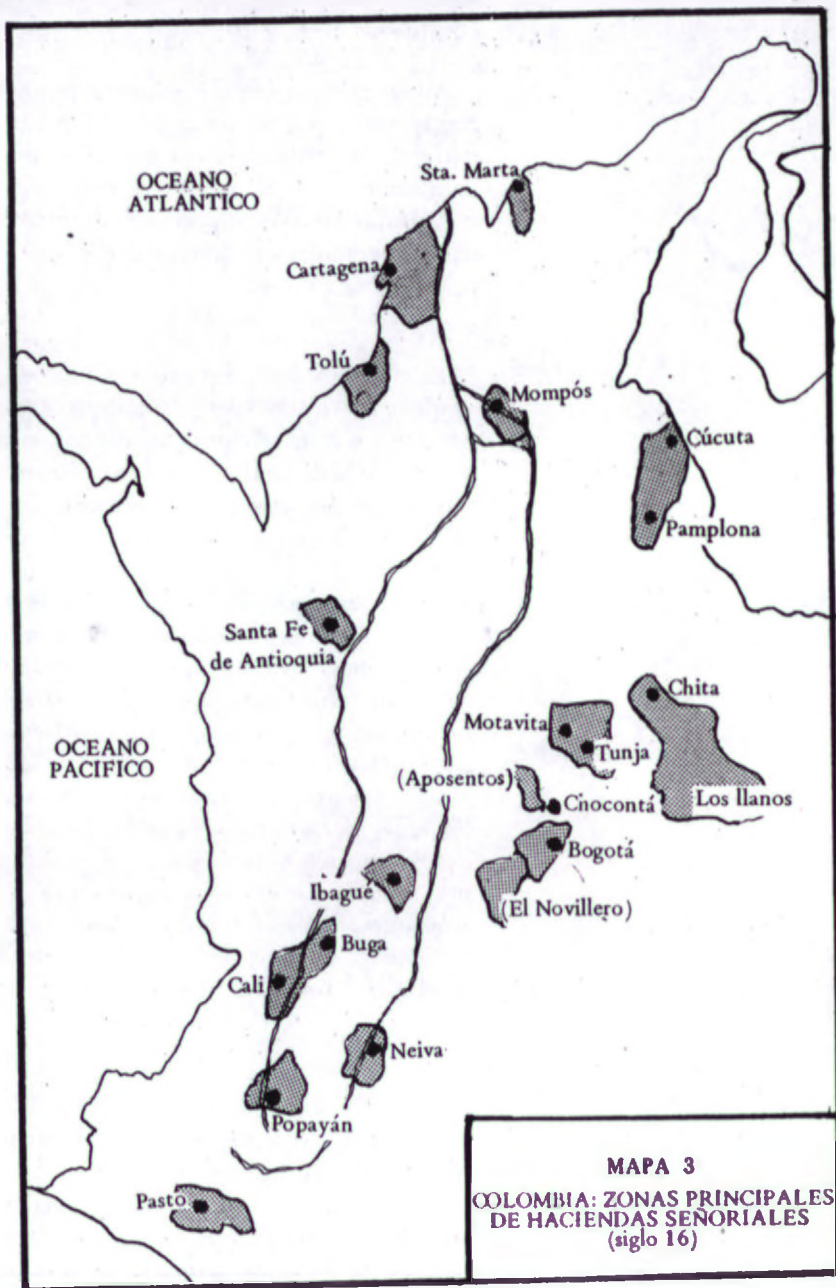 OCEANO
ATLÁNTICO
Sta. Marta
Cartagena
Tolú
Mompós
Cúcuta
Pamplona
Santa Fe
de Antioquia
Chita
Motavita
Tunja
OCEANO
PACIFICO
(Aposentos)
Cnocontá
Los llanos
Bogotá
Ibagué
(El Novillero)
Buga
Cali
Neiva
Popayán
Pasto
MAPA 3
COLOMBIA: ZONAS PRINCIPALES
DE HACIENDAS SEÑORIALES
(siglo 16)